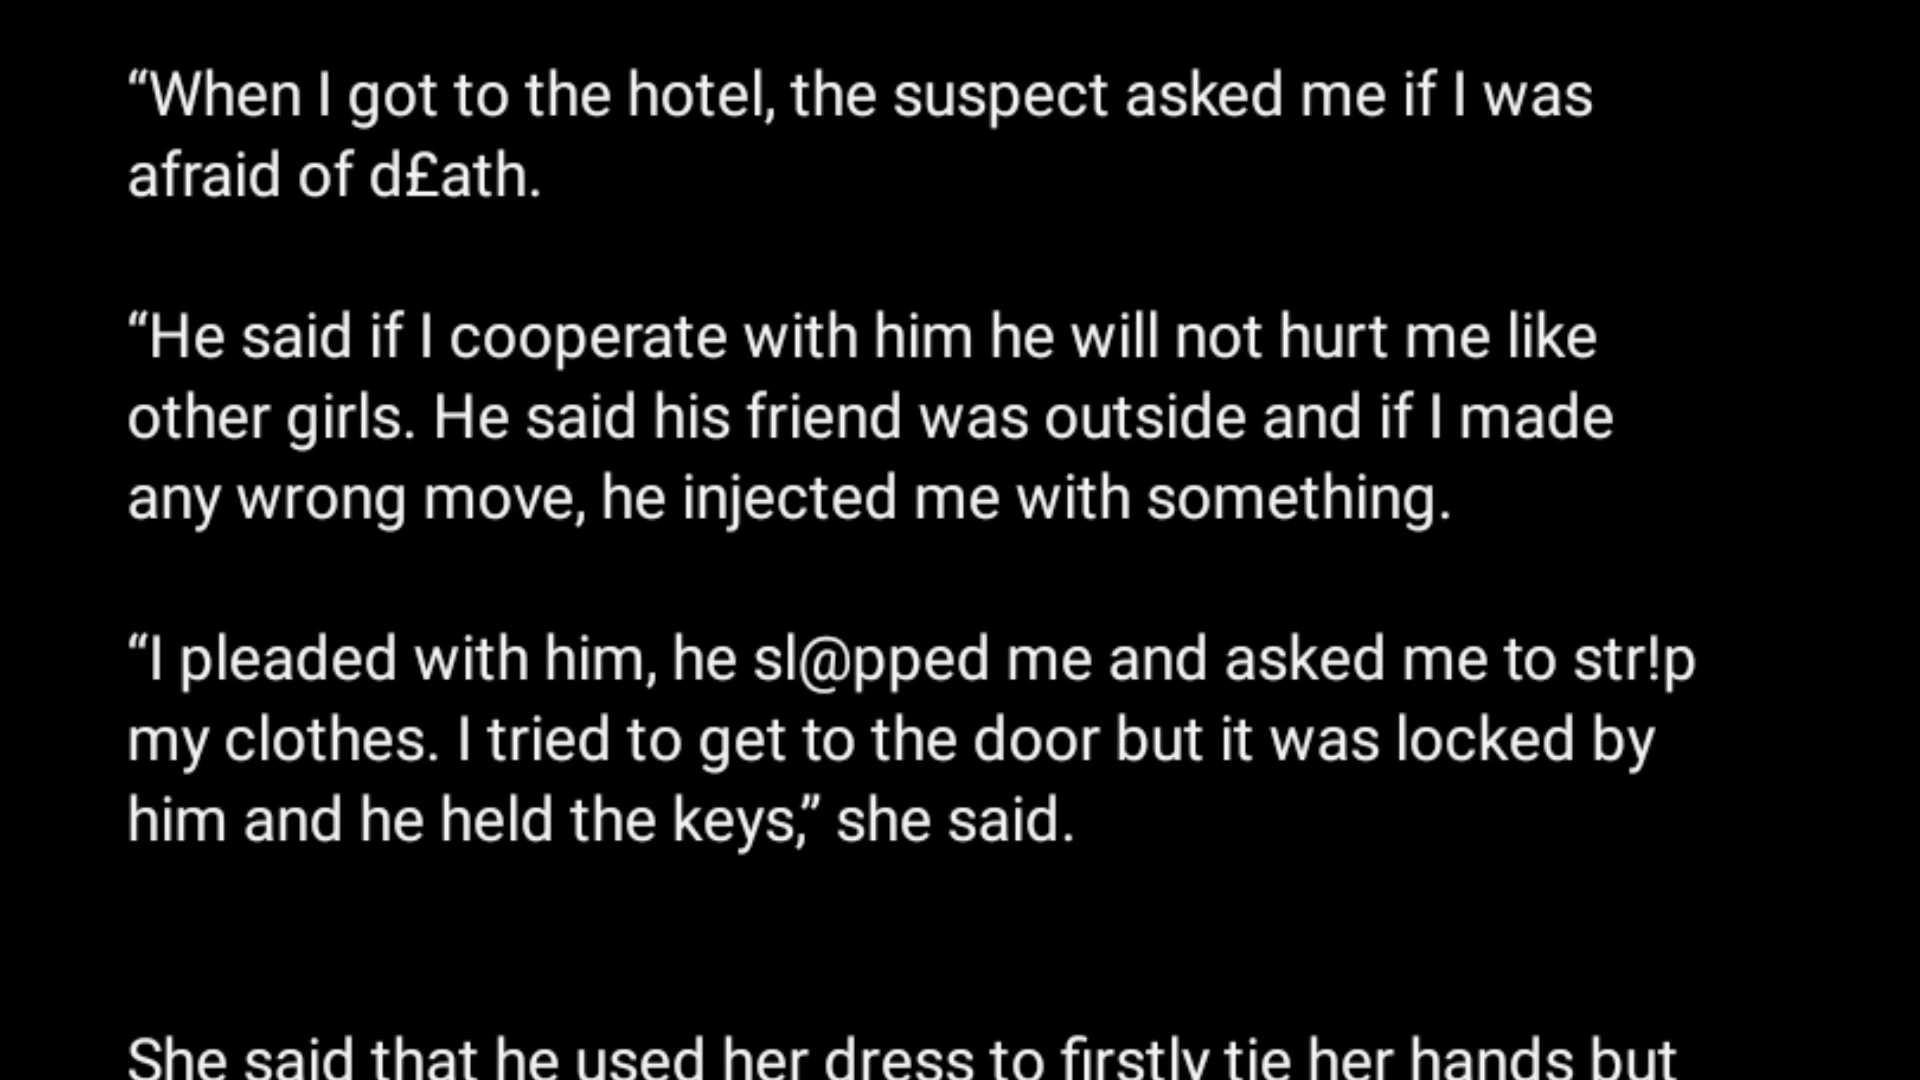 “When I got to the hotel, the suspect asked me if I was
afraid of d£ath.
“He said if I cooperate with him he will not hurt me like
other girls. He said his friend was outside and if I made
any wrong move, he injected me with something.
“I pleaded with him, he sl@pped me and asked me to str!p
my clothes. I tried to get to the door but it was locked by
him and he held the keys,” she said.
She said that he used her dress to firstly tie her hands but